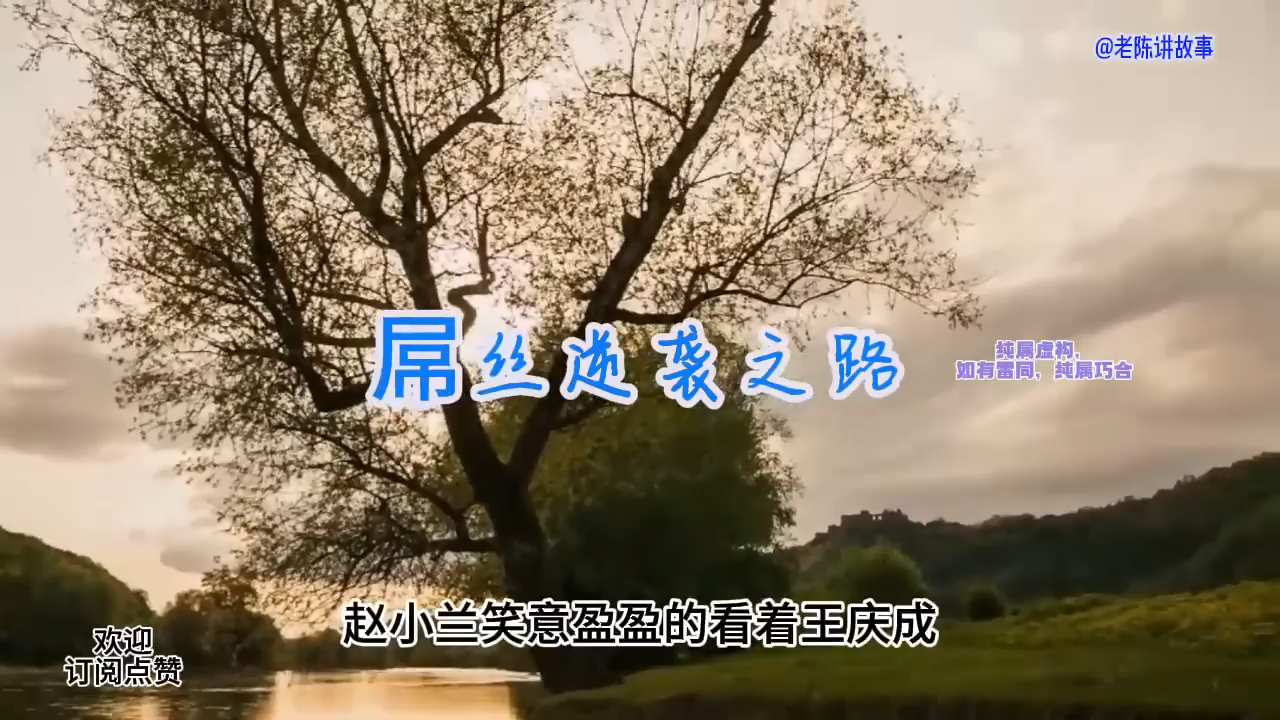 @老陈讲故事
屌丝逆袭之路
纯属虚构，
如有雷同，纯属巧合
赵小兰笑意盈盈的看着王庆成
欢迎
订阅点赞